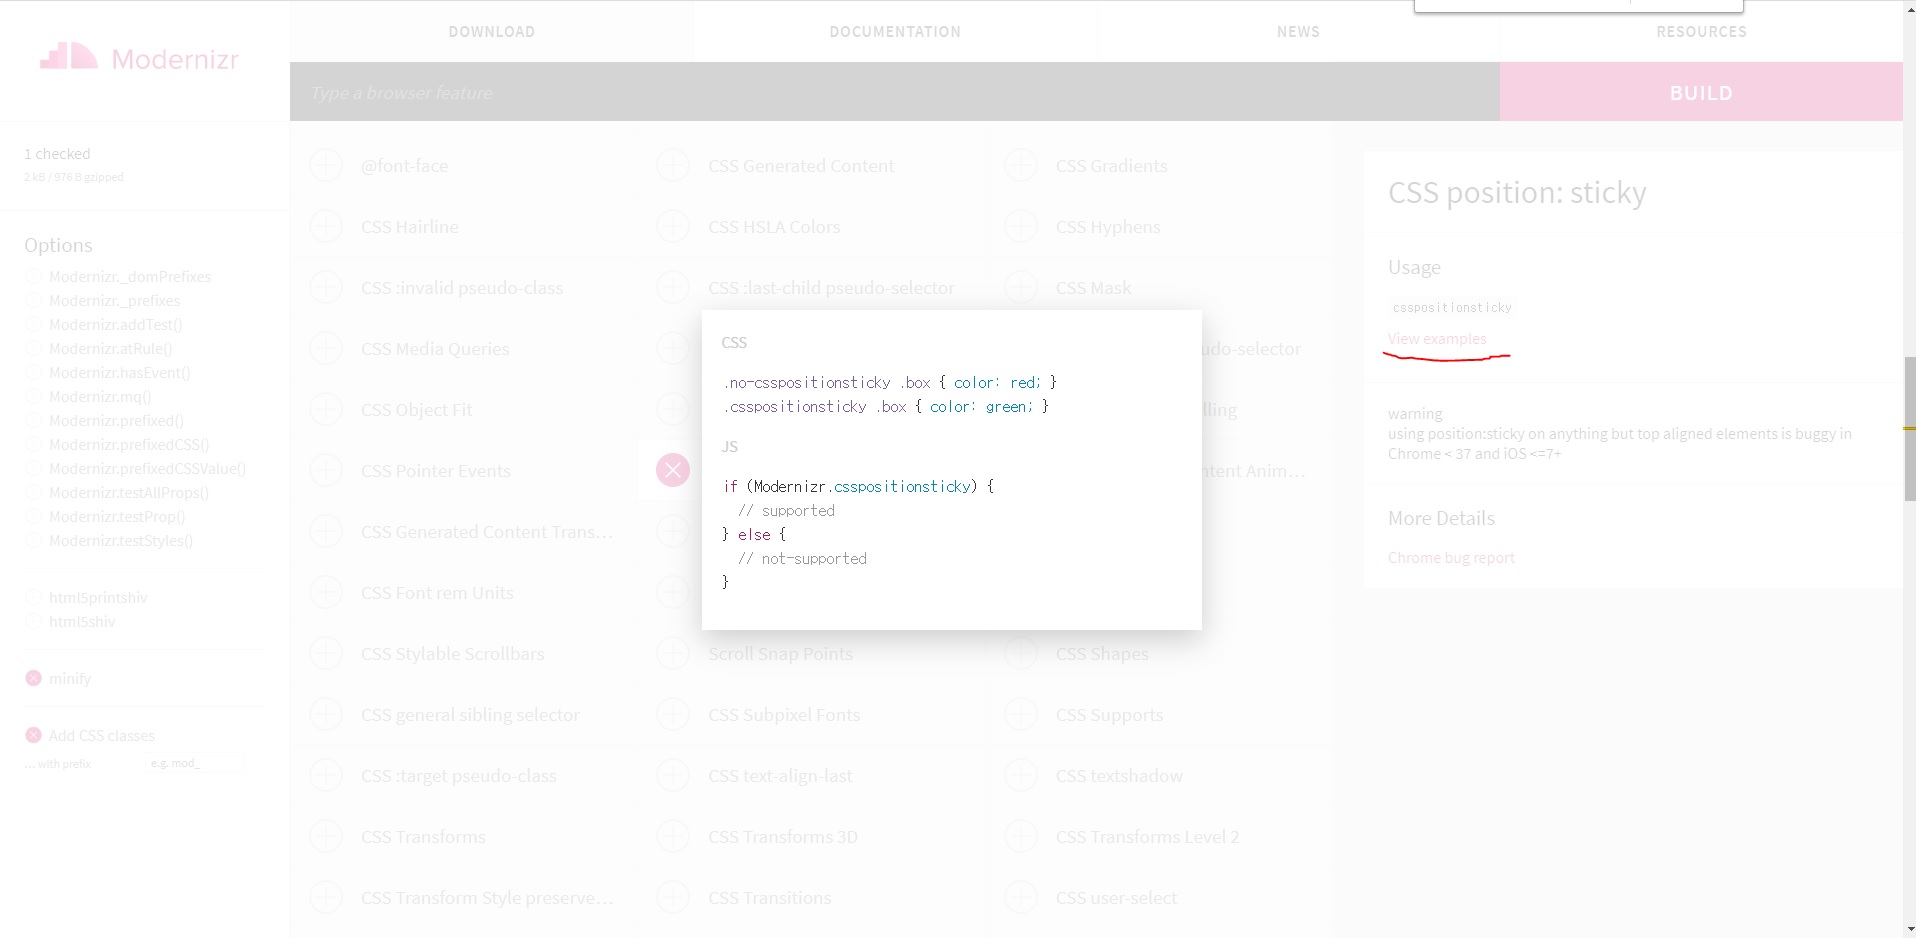 Modernizr
DOWNLOAD
DOCUMENTATION
NEWS
RESOURCES
Type a browser feature
BUILD
1 checked
2 kB / 976 B gzipped
Options
Modernizr._domPrefixes
Modernizr._prefixes
Modernizr.addTest()
Modernizr.atRule()
Modernizr.hasEvent()
Modernizr.mq()
Modernizr.prefixed()
Modernizr.prefixedCSS()
Modernizr.prefixedCSSValue()
Modernizr.testAllProps()
Modernizr.testProp()
Modernizr.testStyles()
html5printshiv
html5shiv
minify
Add CSS classes
... with prefix
e.g. mod_
@font-face
CSS Generated Content
CSS Gradients
CSS Hairline
CSS HSLA Colors
CSS Hyphens
CSS :invalid pseudo-class
CSS :last-child pseudo-selector
CSS Mask
CSS Media Queries
udo-selector
CSS Object Fit
lling
CSS Pointer Events
ntent Anim...
CSS Generated Content Trans...
CSS Font rem Units
CSS Stylable Scrollbars
Scroll Snap Points
CSS Shapes
CSS general sibling selector
CSS Subpixel Fonts
CSS Supports
CSS :target pseudo-class
CSS text-align-last
CSS textshadow
CSS Transforms
CSS Transforms 3D
CSS Transforms Level 2
CSS Transform Style preserve...
CSS Transitions
CSS user-select
CSS
.no-csspositionsticky .box { color: red; }
.csspositionsticky .box { color: green; }
JS
if (Modernizr.csspositionsticky) {
// supported
} else {
// not-supported
}
CSS position: sticky
Usage
csspositionsticky
View examples
warning
using position:sticky on anything but top aligned elements is buggy in
Chrome < 37 and iOS <=7+
More Details
Chrome bug report